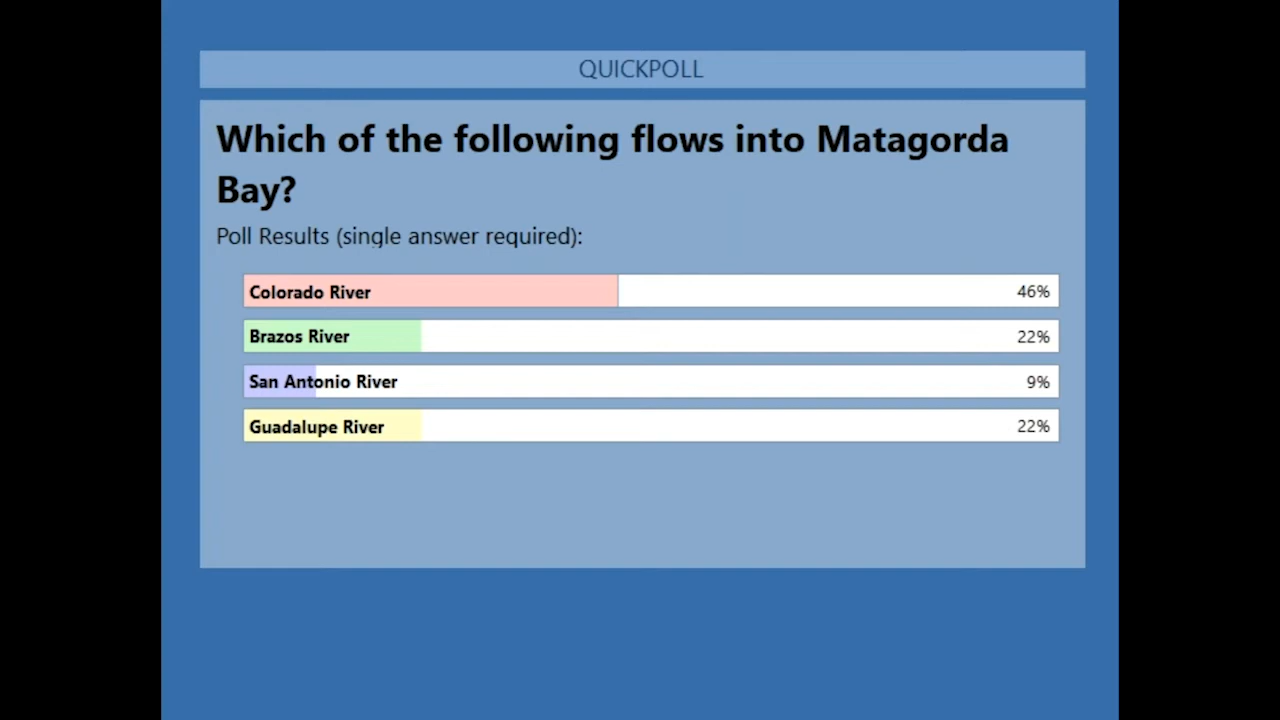 QUICKPOLL
Which of the following flows into Matagorda
Bay?
Poll Results (single answer required):
Colorado River 46%
Brazos River 22%
San Antonio River 9%
Guadalupe River 22%